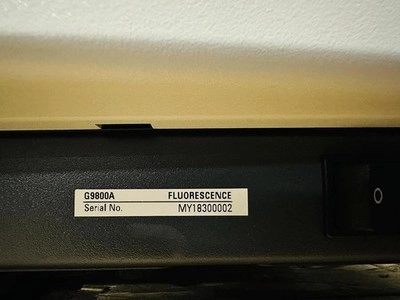 G9800A FLUORESCENCE
Serial No. MY18300002
O